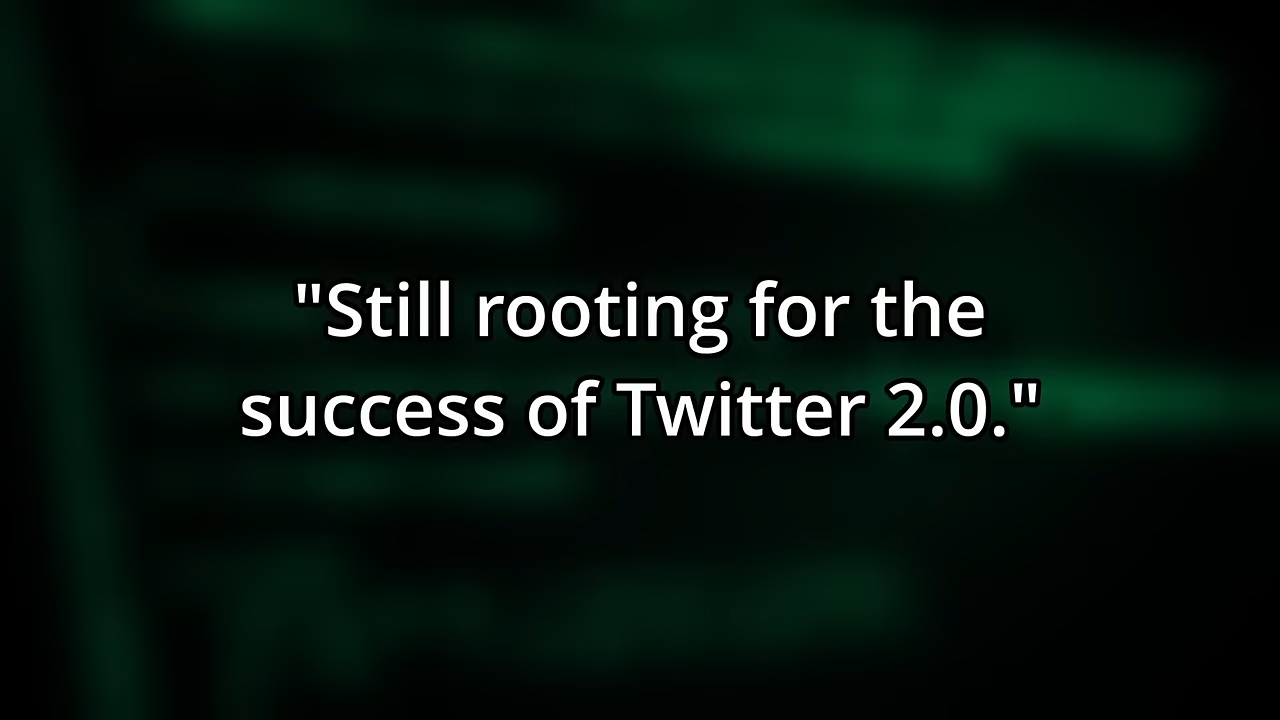 "Still rooting for the
success of Twitter 2.0."